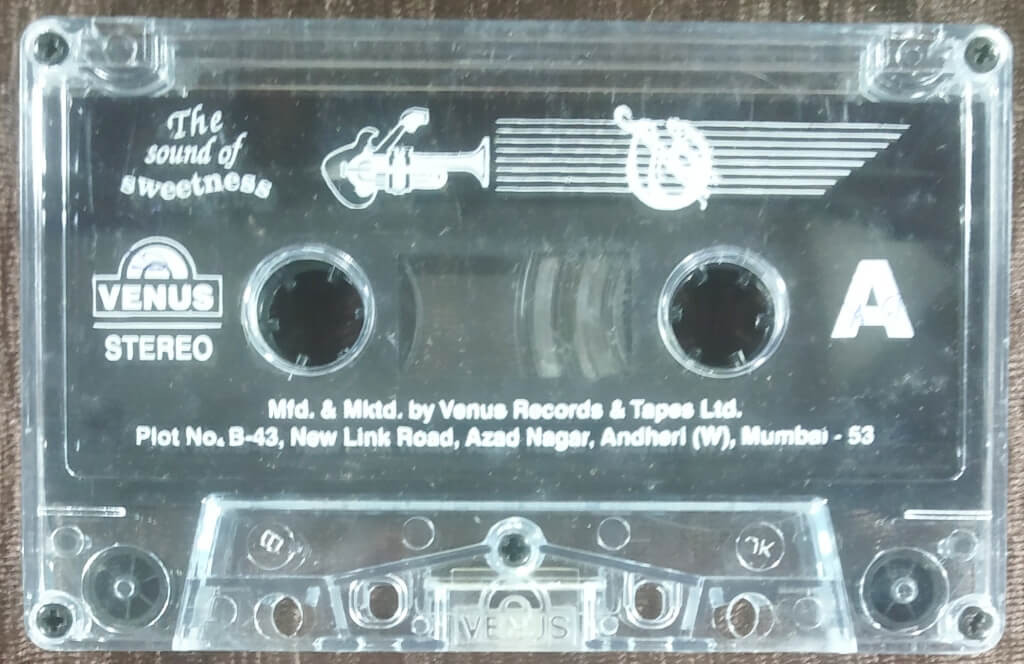 The
sound of
sweetness
VENUS
STEREO
A
Mfd. & Mktd. by Venus Records & Tapes Ltd.
Plot No. B-43, New Link Road, Azad Nagar, Andheri (W), Mumbai - 53
VENUS